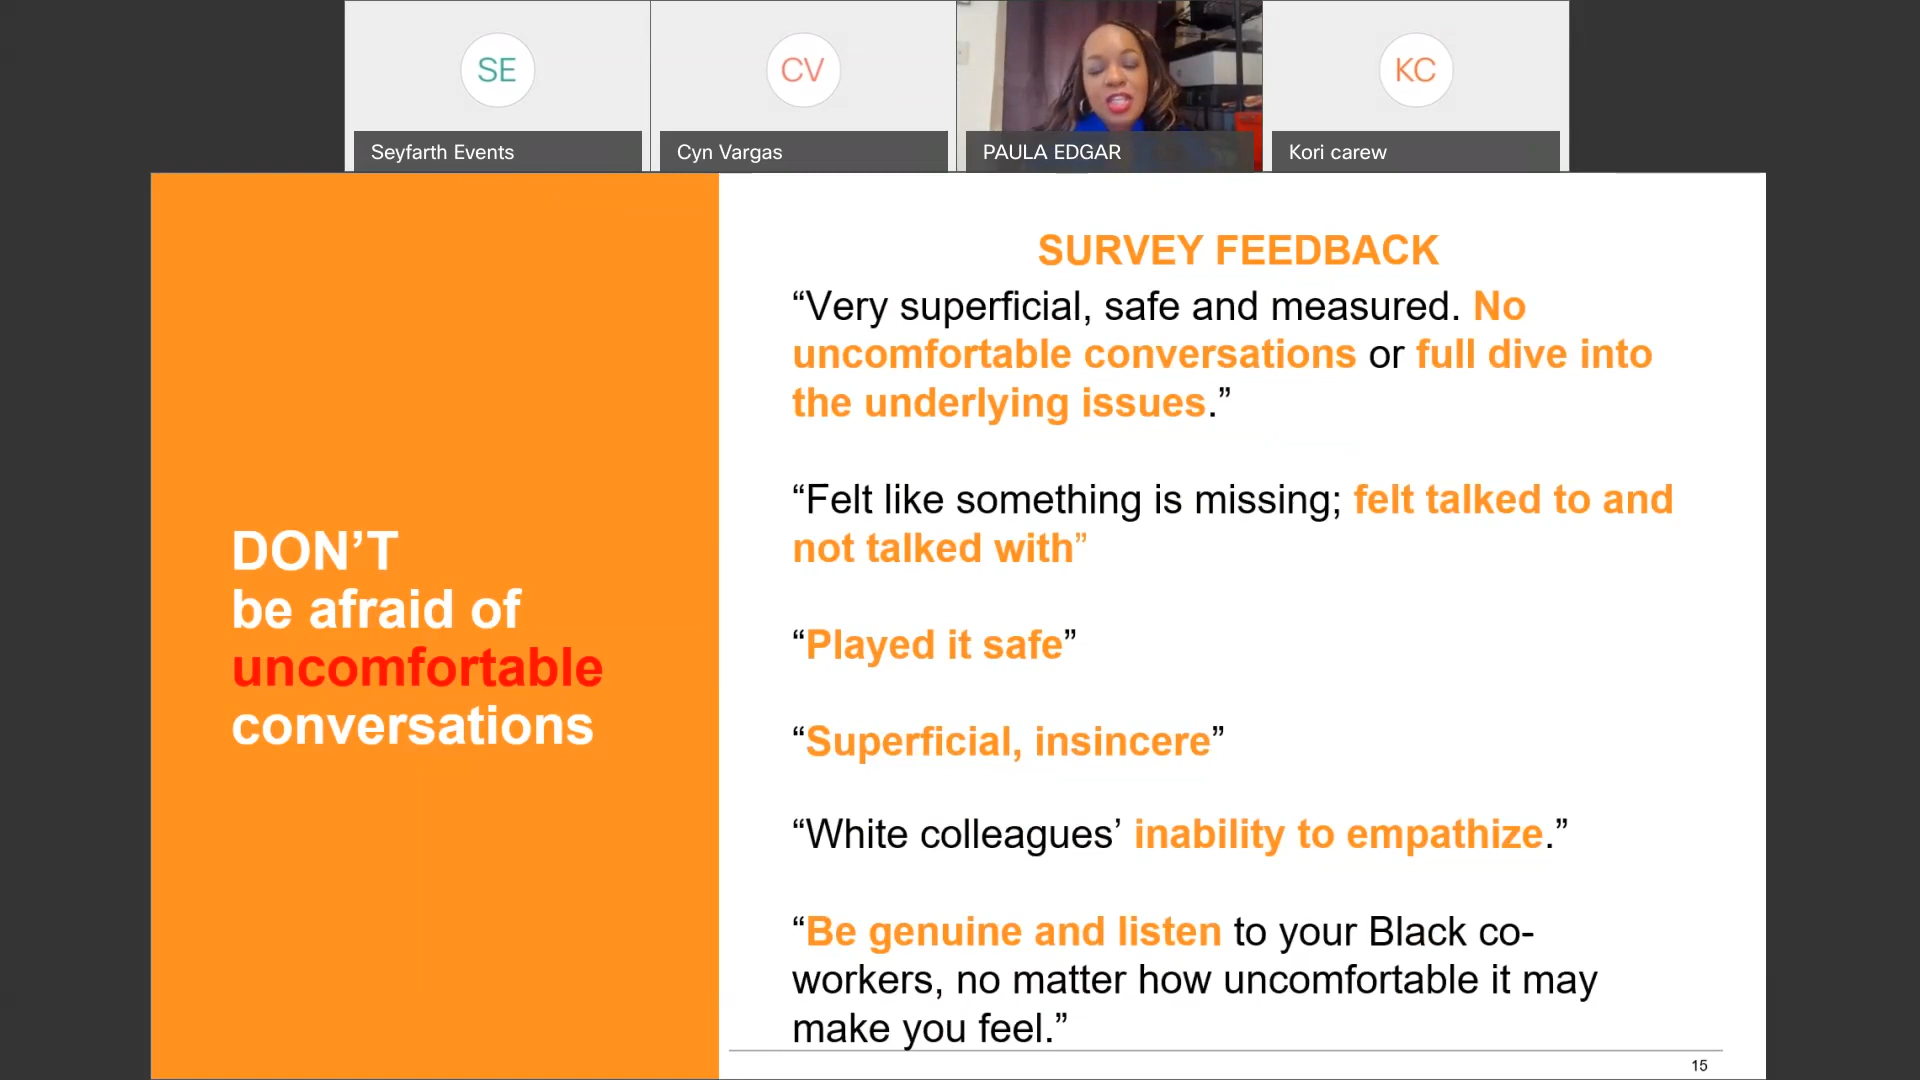 SE
CV
KC
Seyfarth Events
Cyn Vargas
PAULA EDGAR
Kori carew
DON’T
be afraid of
uncomfortable
conversations
SURVEY FEEDBACK
“Very superficial, safe and measured. No
uncomfortable conversations or full dive into
the underlying issues.”
“Felt like something is missing; felt talked to and
not talked with”
“Played it safe”
“Superficial, insincere”
“White colleagues’ inability to empathize.”
“Be genuine and listen to your Black co-
workers, no matter how uncomfortable it may
make you feel.”
15